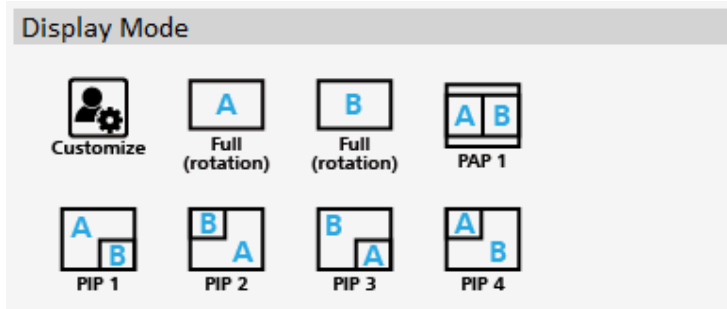 Display Mode
A B A B
Customize Full Full PAP 1
(rotation) (rotation)
A B B A B A A B
PIP 1 PIP 2 PIP 3 PIP 4